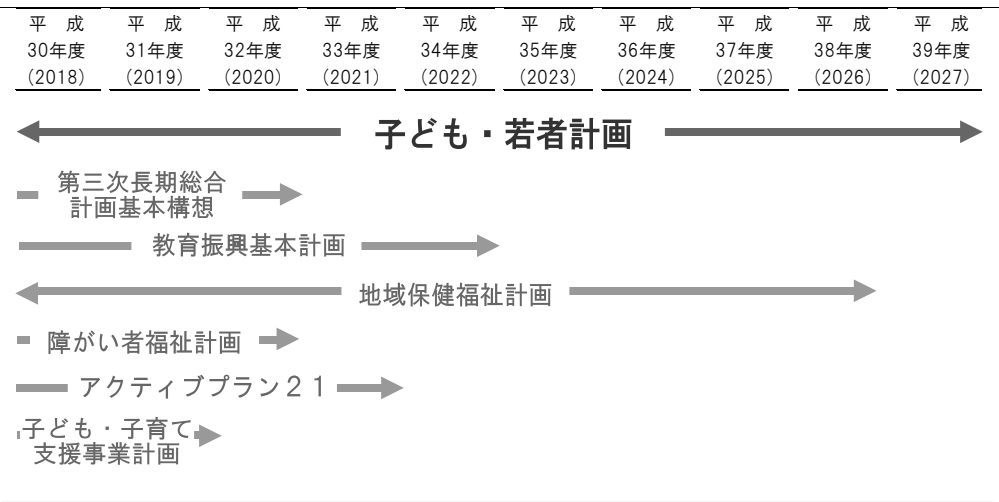 平　成 平　成 平　成 平　成 平　成 平　成 平　成 平　成 平　成 平　成
30年度 31年度 32年度 33年度 34年度 35年度 36年度 37年度 38年度 39年度
（2018） （2019） （2020） （2021） （2022） （2023） （2024） （2025） （2026） （2027）
子ども・若者計画
第三次長期総合
計画基本構想
教育振興基本計画
地域保健福祉計画
障がい者福祉計画
アクティブプラン２１
子ども・子育て
支援事業計画